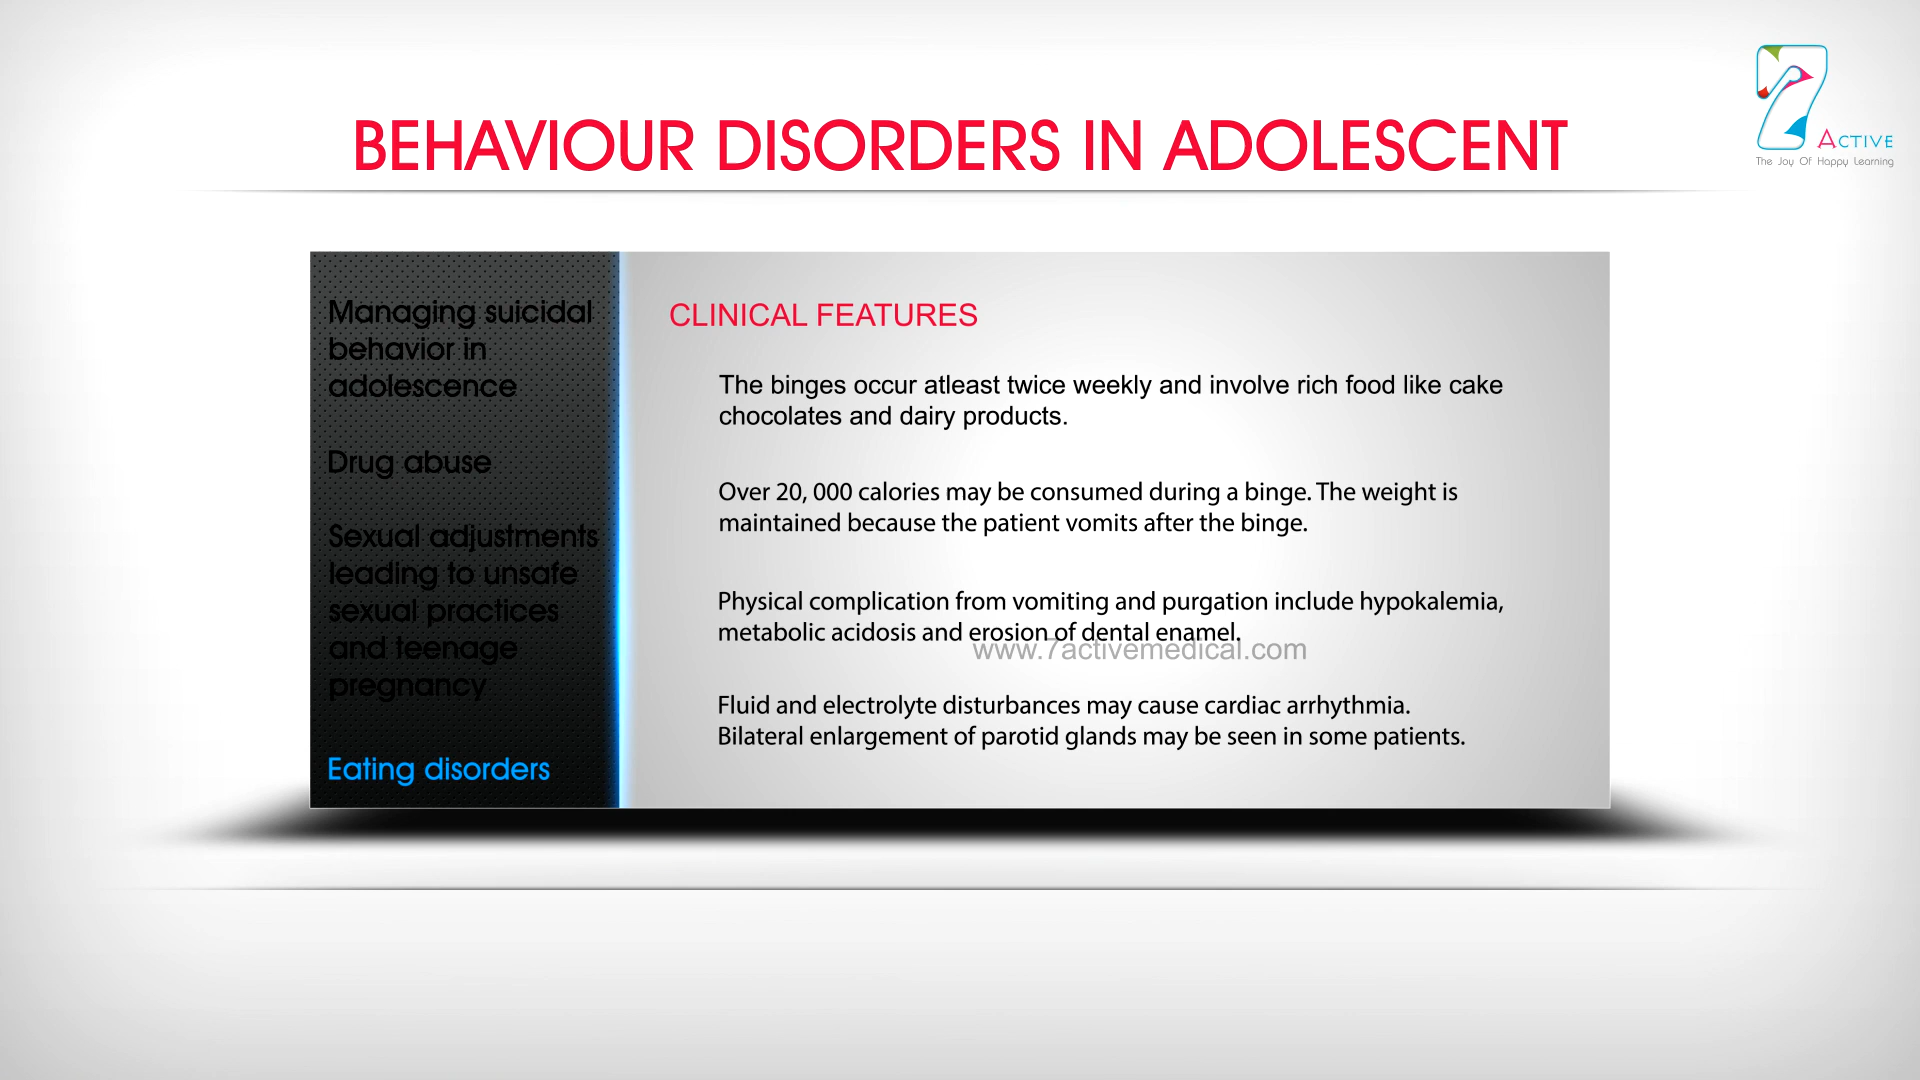 7 ACTIVE
The Joy Of Happy Learning
BEHAVIOUR DISORDERS IN ADOLESCENT
Managing suicidal
behavior in
adolescence
Drug abuse
Sexual adjustments
leading to unsafe
sexual practices
and teenage
pregnancy
Eating disorders
CLINICAL FEATURES
The binges occur atleast twice weekly and involve rich food like cake
chocolates and dairy products.
Over 20, 000 calories may be consumed during a binge. The weight is
maintained because the patient vomits after the binge.
Physical complication from vomiting and purgation include hypokalemia,
metabolic acidosis and erosion of dental enamel.
www.7activemedical.com
Fluid and electrolyte disturbances may cause cardiac arrhythmia.
Bilateral enlargement of parotid glands may be seen in some patients.